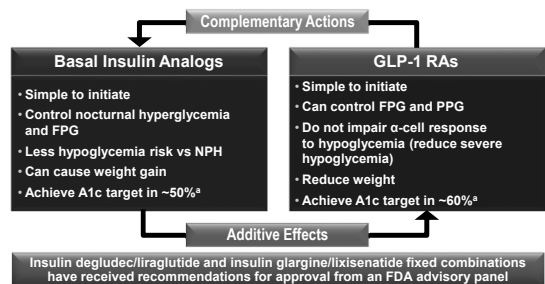 Complementary Actions
Basal Insulin Analogs
• Simple to initiate
• Control nocturnal hyperglycemia
and FPG
• Less hypoglycemia risk vs NPH
• Can cause weight gain
• Achieve A1c target in ~50%ª
GLP-1 RAs
• Simple to initiate
• Can control FPG and PPG
• Do not impair α-cell response
to hypoglycemia (reduce severe
hypoglycemia)
• Reduce weight
• Achieve A1c target in ~60%ª
Additive Effects
Insulin degludec/liraglutide and insulin glargine/lixisenatide fixed combinations
have received recommendations for approval from an FDA advisory panel